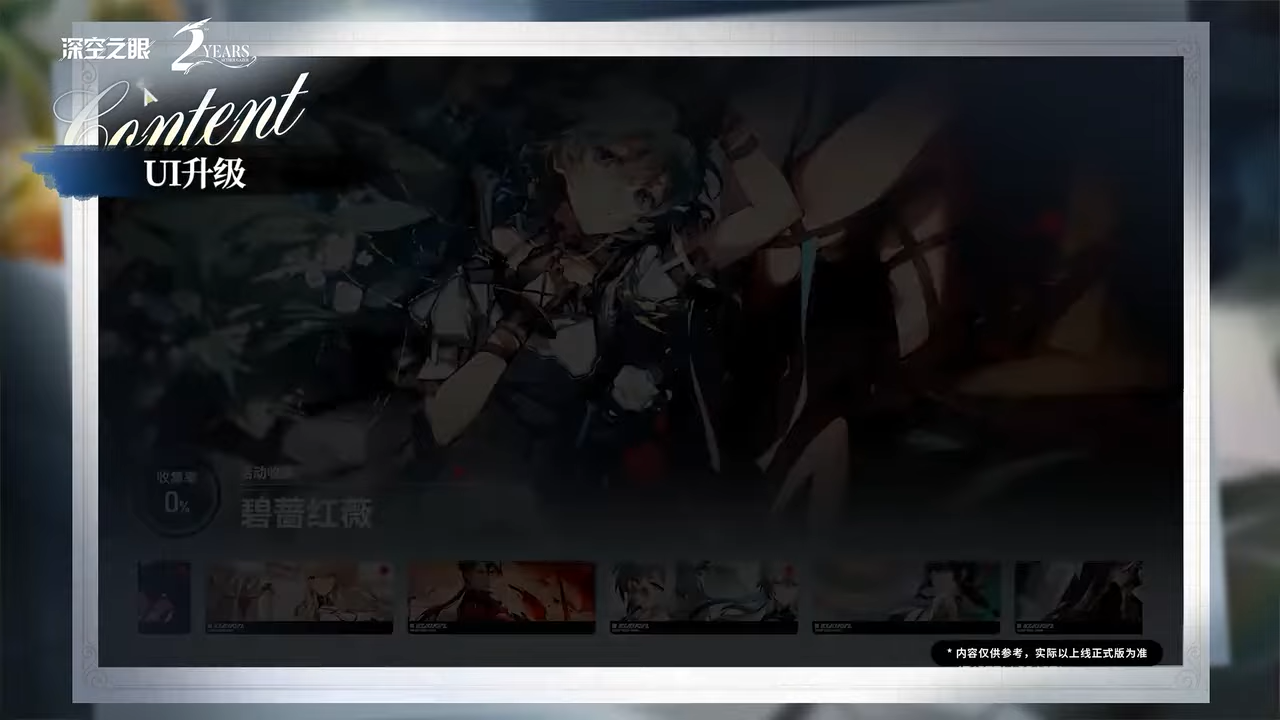 深空之眼
2 YEARS
Content
UI升级
收集率
0%
活动收集
碧蔷红薇
* 内容仅供参考，实际以上线正式版为准